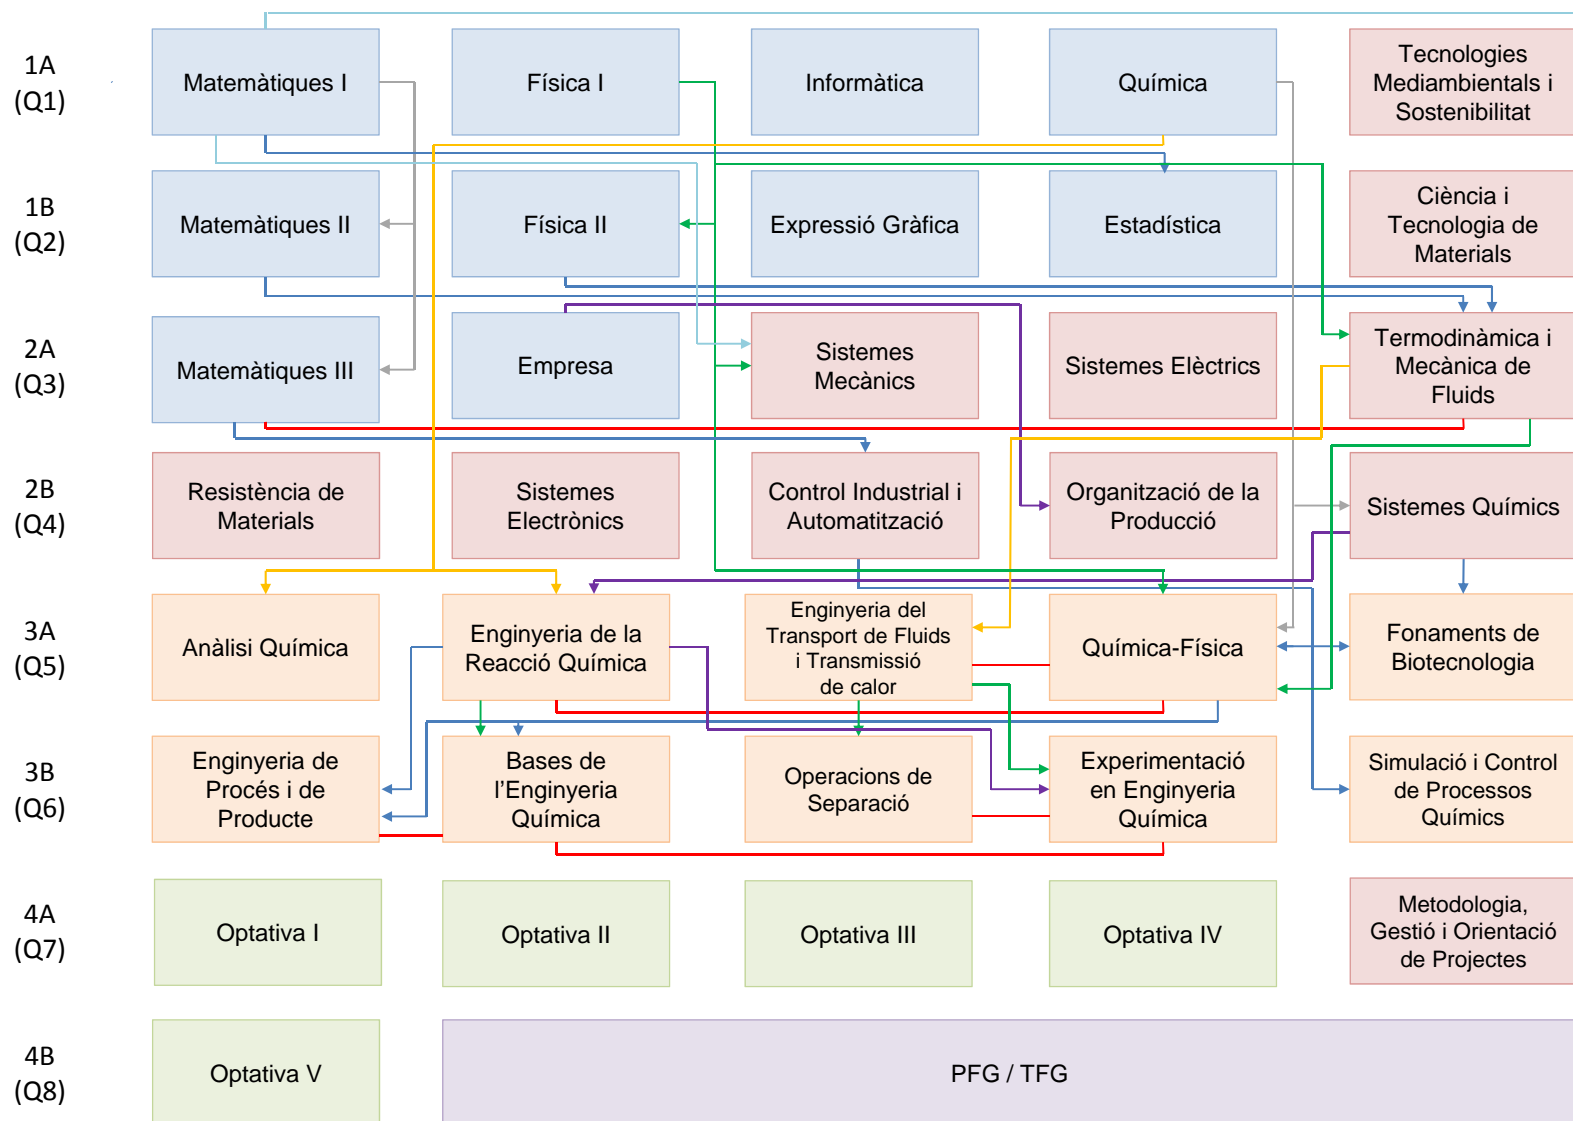 1A
(Q1)
Matemàtiques I
Física I
Informàtica
Química
Tecnologies
Mediambientals i
Sostenibilitat
1B
(Q2)
Matemàtiques II
Física II
Expressió Gràfica
Estadística
Ciència i
Tecnologia de
Materials
2A
(Q3)
Matemàtiques III
Empresa
Sistemes
Mecànics
Sistemes Elèctrics
Termodinàmica i
Mecànica de
Fluids
2B
(Q4)
Resistència de
Materials
Sistemes
Electrònics
Control Industrial i
Automatització
Organització de la
Producció
Sistemes Químics
3A
(Q5)
Anàlisi Química
Enginyeria de la
Reacció Química
Enginyeria del
Transport de Fluids
i Transmissió
de calor
Química-Física
Fonaments de
Biotecnologia
3B
(Q6)
Enginyeria de
Procés i de
Producte
Bases de
l’Enginyeria
Química
Operacions de
Separació
Experimentació
en Enginyeria
Química
Simulació i Control
de Processos
Químics
4A
(Q7)
Optativa I
Optativa II
Optativa III
Optativa IV
Metodologia,
Gestió i Orientació
de Projectes
4B
(Q8)
Optativa V
PFG / TFG